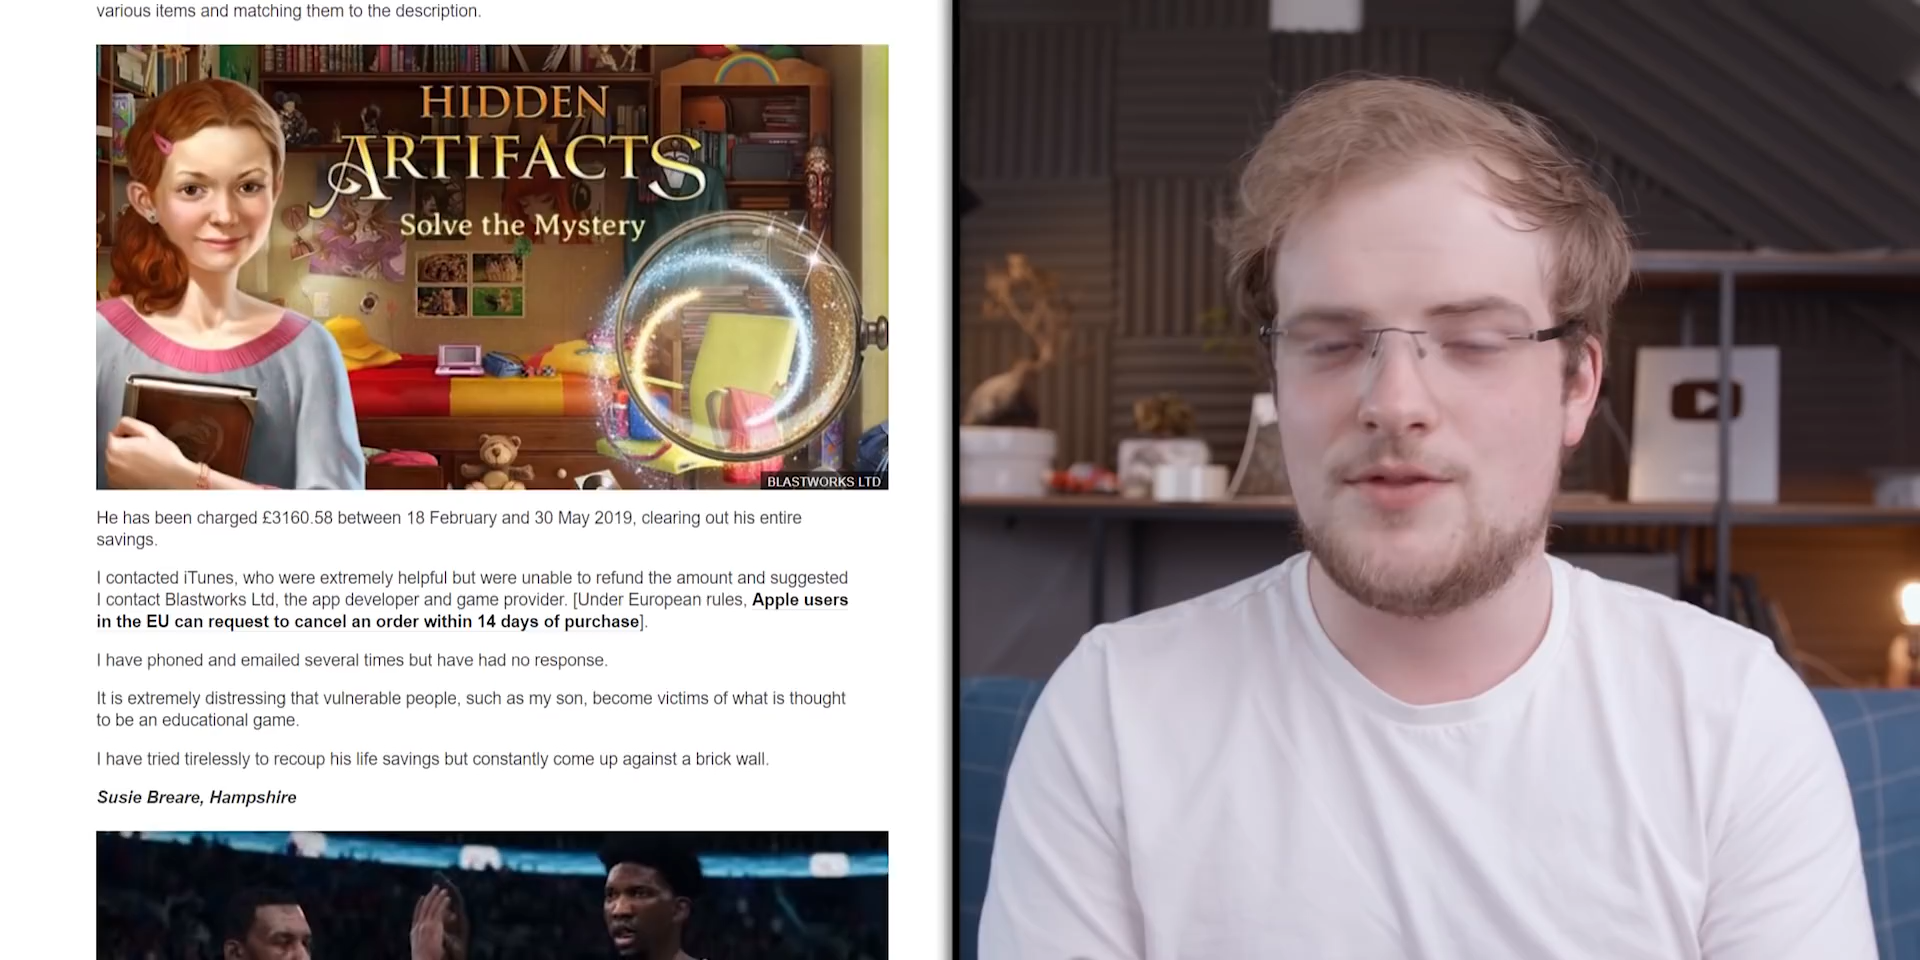 various items and matching them to the description.
HIDDEN
ARTIFACTS
Solve the Mystery
BLASTWORKS LTD
He has been charged £3160.58 between 18 February and 30 May 2019, clearing out his entire
savings.
I contacted iTunes, who were extremely helpful but were unable to refund the amount and suggested
I contact Blastworks Ltd, the app developer and game provider. [Under European rules, Apple users
in the EU can request to cancel an order within 14 days of purchase].
I have phoned and emailed several times but have had no response.
It is extremely distressing that vulnerable people, such as my son, become victims of what is thought
to be an educational game.
I have tried tirelessly to recoup his life savings but constantly come up against a brick wall.
Susie Breare, Hampshire